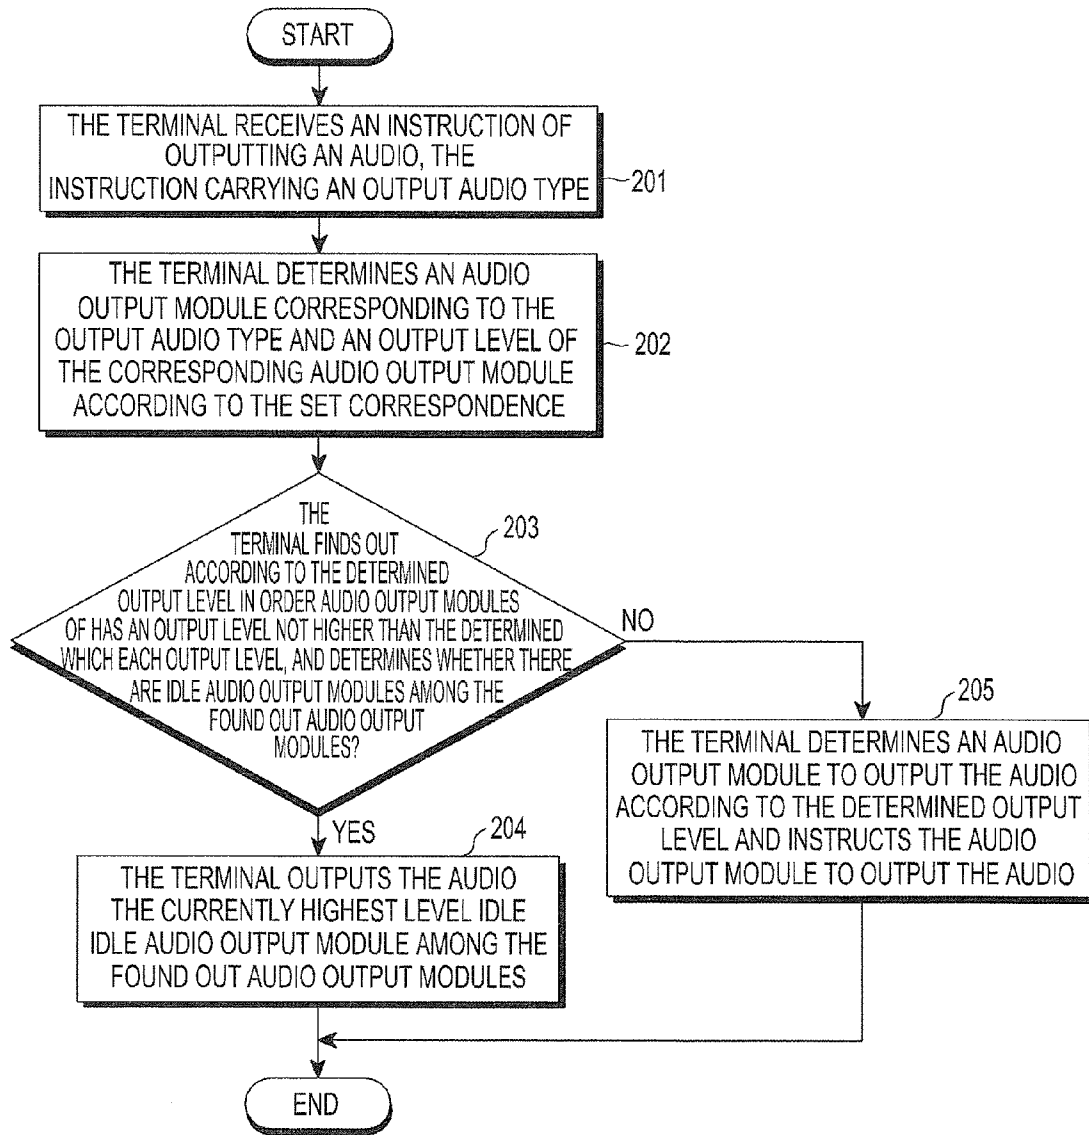 START
THE TERMINAL RECEIVES AN INSTRUCTION OF
OUTPUTTING AN AUDIO, THE
INSTRUCTION CARRYING AN OUTPUT AUDIO TYPE
201
THE TERMINAL DETERMINES AN AUDIO
OUTPUT MODULE CORRESPONDING TO THE
OUTPUT AUDIO TYPE AND AN OUTPUT LEVEL OF
THE CORRESPONDING AUDIO OUTPUT MODULE
ACCORDING TO THE SET CORRESPONDENCE
202
THE
TERMINAL FINDS OUT
ACCORDING TO THE DETERMINED
OUTPUT LEVEL IN ORDER AUDIO OUTPUT MODULES
OF HAS AN OUTPUT LEVEL NOT HIGHER THAN THE DETERMINED
WHICH EACH OUTPUT LEVEL, AND DETERMINES WHETHER THERE
ARE IDLE AUDIO OUTPUT MODULES AMONG THE
FOUND OUT AUDIO OUTPUT
MODULES?
203
NO
YES
204
THE TERMINAL OUTPUTS THE AUDIO
THE CURRENTLY HIGHEST LEVEL IDLE
IDLE AUDIO OUTPUT MODULE AMONG THE
FOUND OUT AUDIO OUTPUT MODULES
205
THE TERMINAL DETERMINES AN AUDIO
OUTPUT MODULE TO OUTPUT THE AUDIO
ACCORDING TO THE DETERMINED OUTPUT
LEVEL AND INSTRUCTS THE AUDIO
OUTPUT MODULE TO OUTPUT THE AUDIO
END